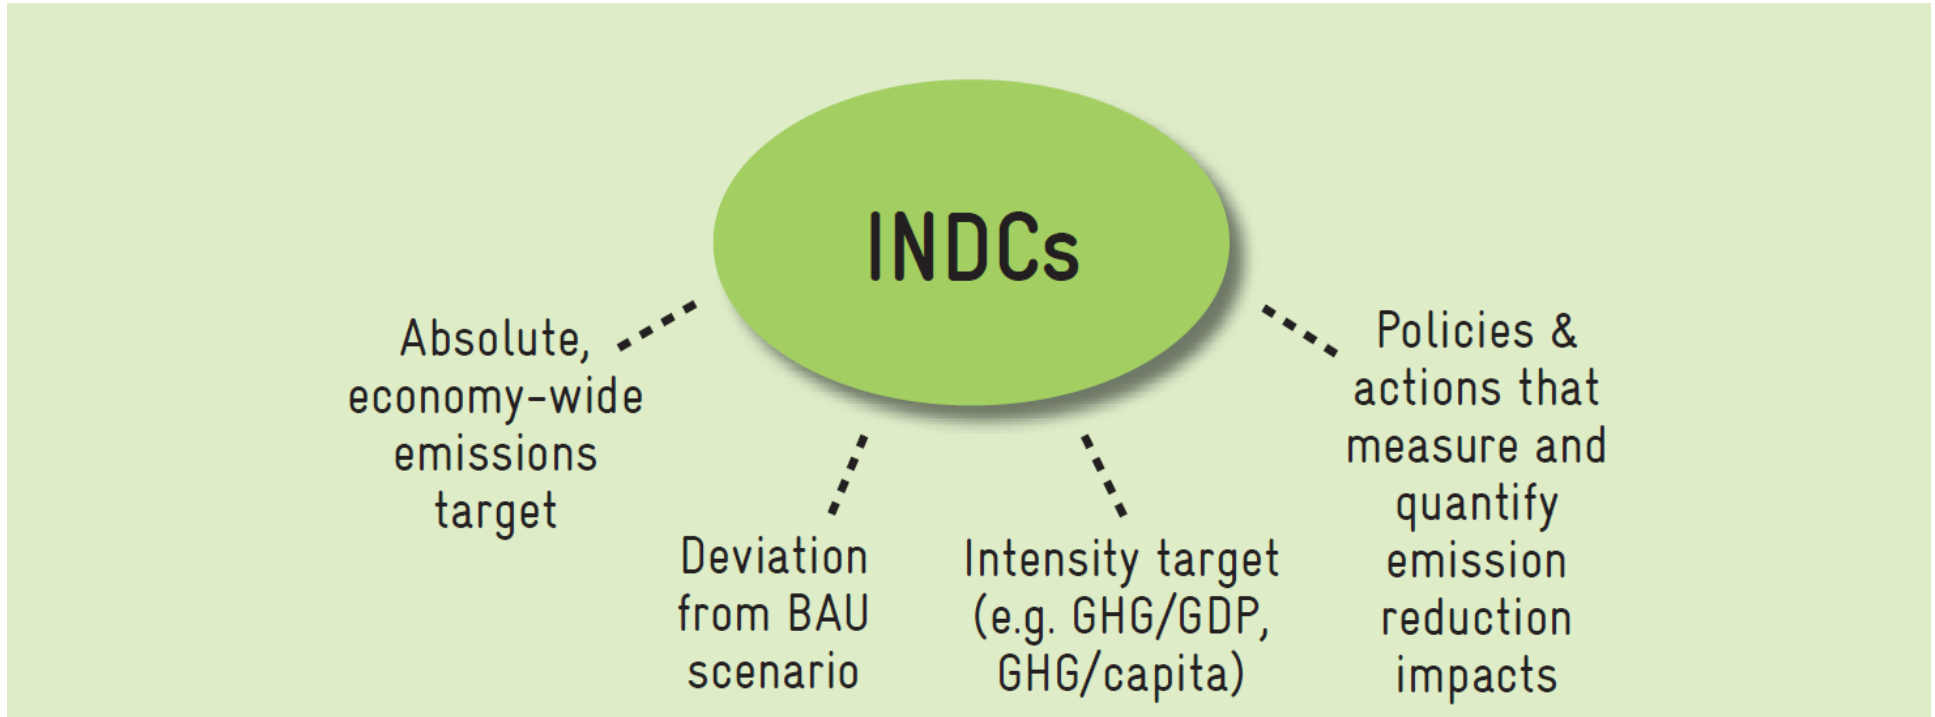 INDCs
Absolute,
economy-wide
emissions
target
Deviation
from BAU
scenario
Intensity target
(e.g. GHG/GDP,
GHG/capita)
Policies &
actions that
measure and
quantify
emission
reduction
impacts